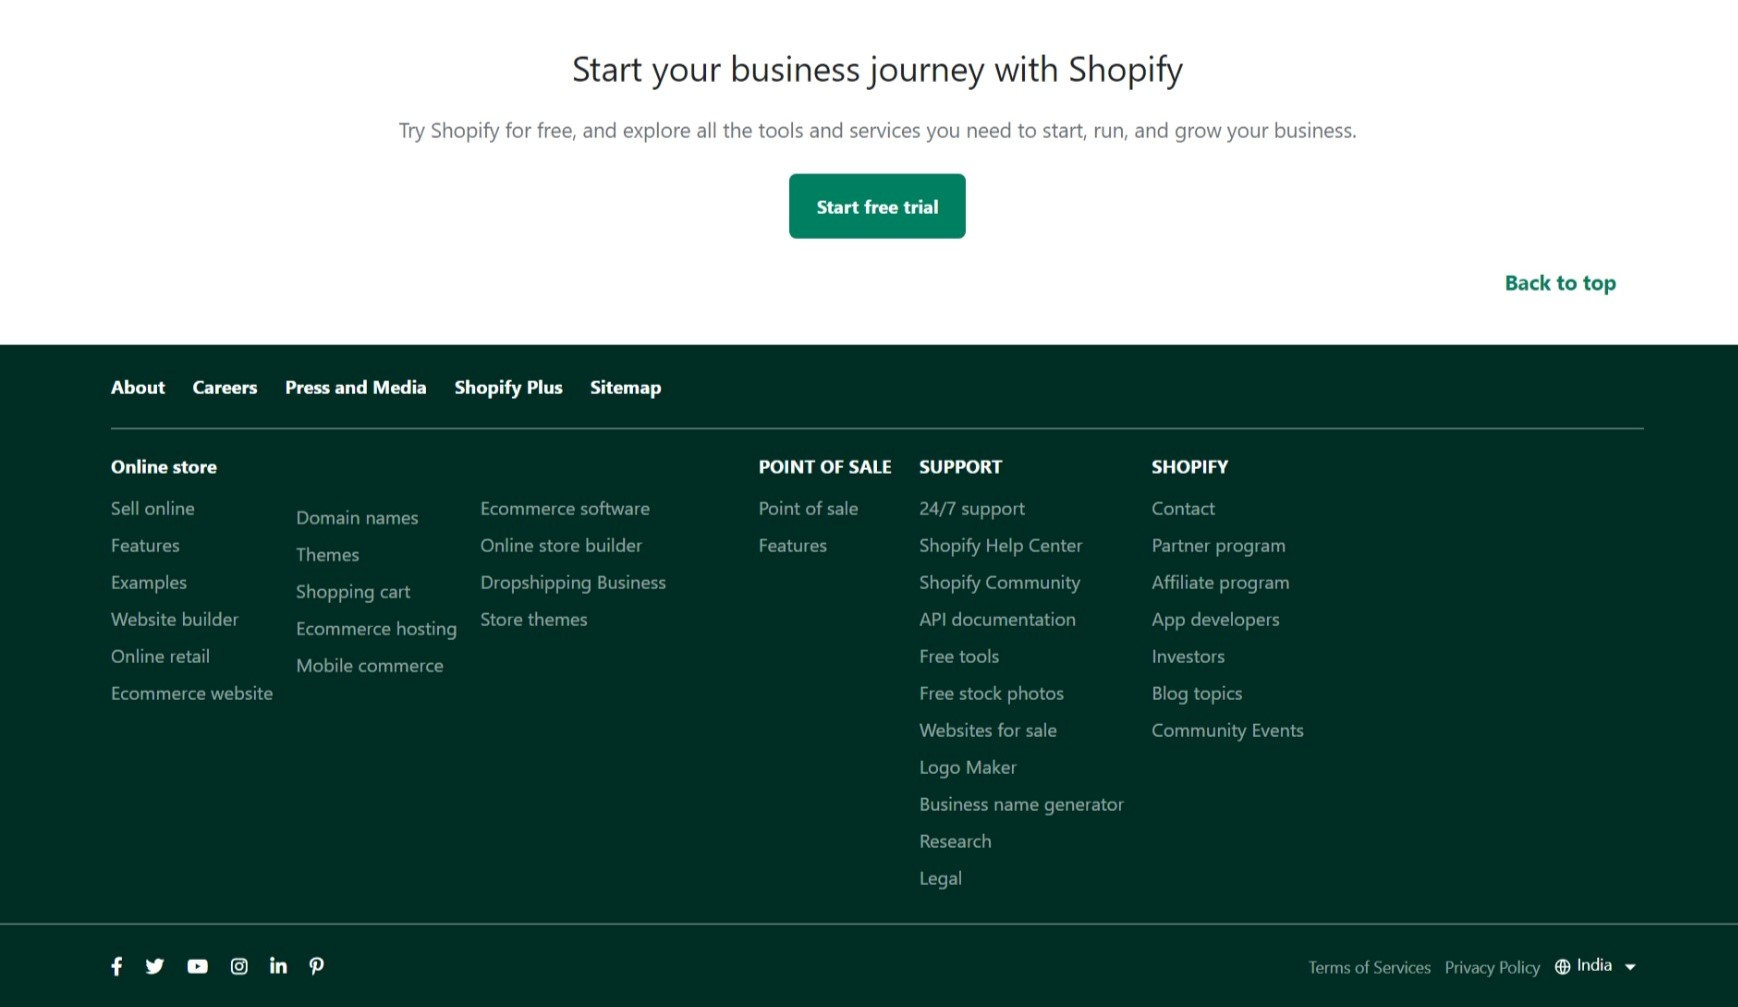 Start your business journey with Shopify
Try Shopify for free, and explore all the tools and services you need to start, run, and grow your business.
Start free trial
Back to top
About Careers Press and Media Shopify Plus Sitemap
Online store
Sell online
Features
Examples
Website builder
Online retail
Ecommerce website
Domain names
Themes
Shopping cart
Ecommerce hosting
Mobile commerce
Ecommerce software
Online store builder
Dropshipping Business
Store themes
POINT OF SALE
Point of sale
Features
SUPPORT
24/7 support
Shopify Help Center
Shopify Community
API documentation
Free tools
Free stock photos
Websites for sale
Logo Maker
Business name generator
Research
Legal
SHOPIFY
Contact
Partner program
Affiliate program
App developers
Investors
Blog topics
Community Events
Terms of Services Privacy Policy India